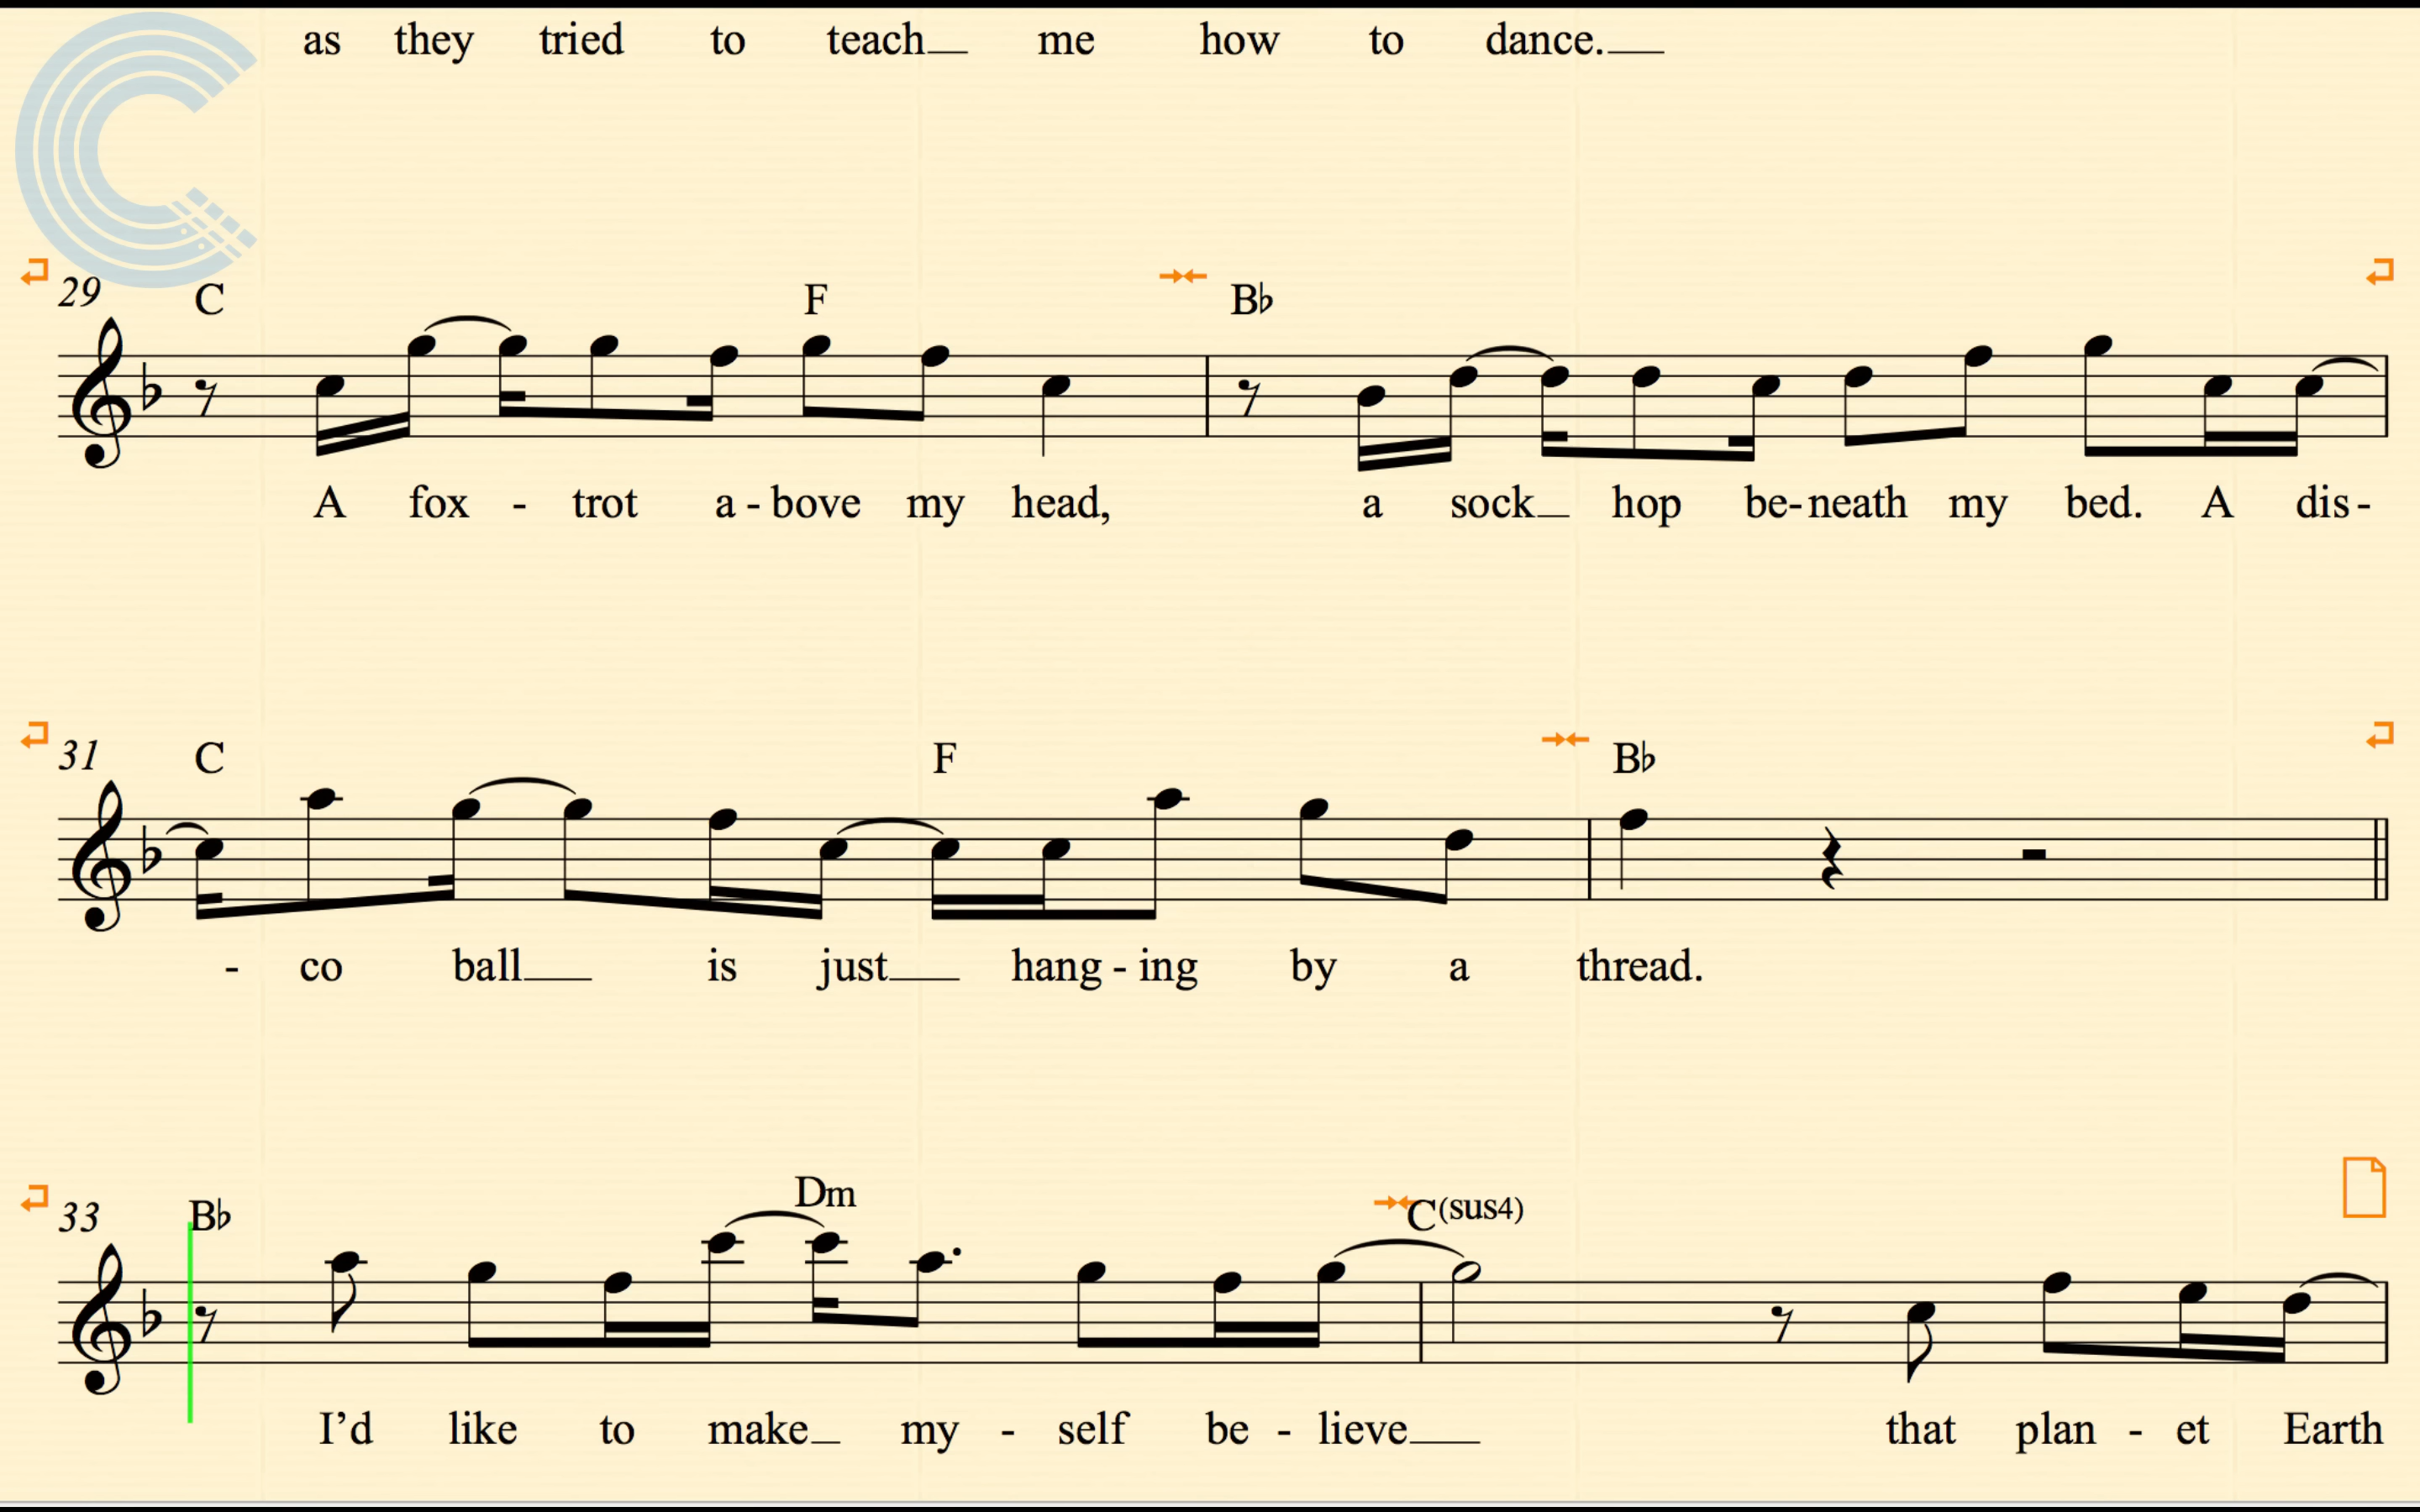 as they tried to teach me how to dance.
29 C F B♭
A fox - trot a - bove my head, a sock hop be - neath my bed. A dis -
31 C F B♭
- co ball is just hang - ing by a thread.
33 B♭ Dm C(sus4)
I’d like to make my - self be - lieve that plan - et Earth